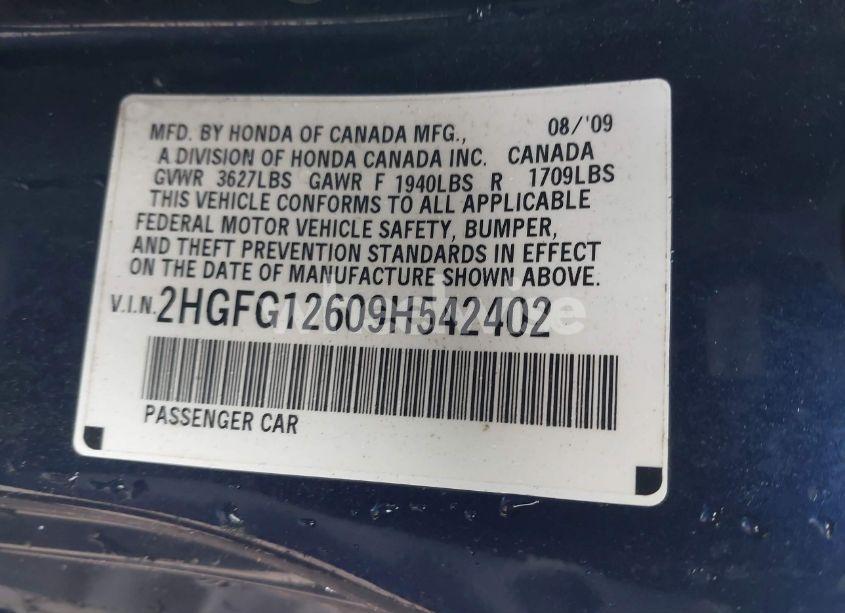 MFD. BY HONDA OF CANADA MFG., 08/'09
A DIVISION OF HONDA CANADA INC. CANADA
GVWR 3627LBS GAWR F 1940LBS R 1709LBS
THIS VEHICLE CONFORMS TO ALL APPLICABLE
FEDERAL MOTOR VEHICLE SAFETY, BUMPER,
AND THEFT PREVENTION STANDARDS IN EFFECT
ON THE DATE OF MANUFACTURE SHOWN ABOVE.
V.I.N. 2HGFG12609H542402
PASSENGER CAR